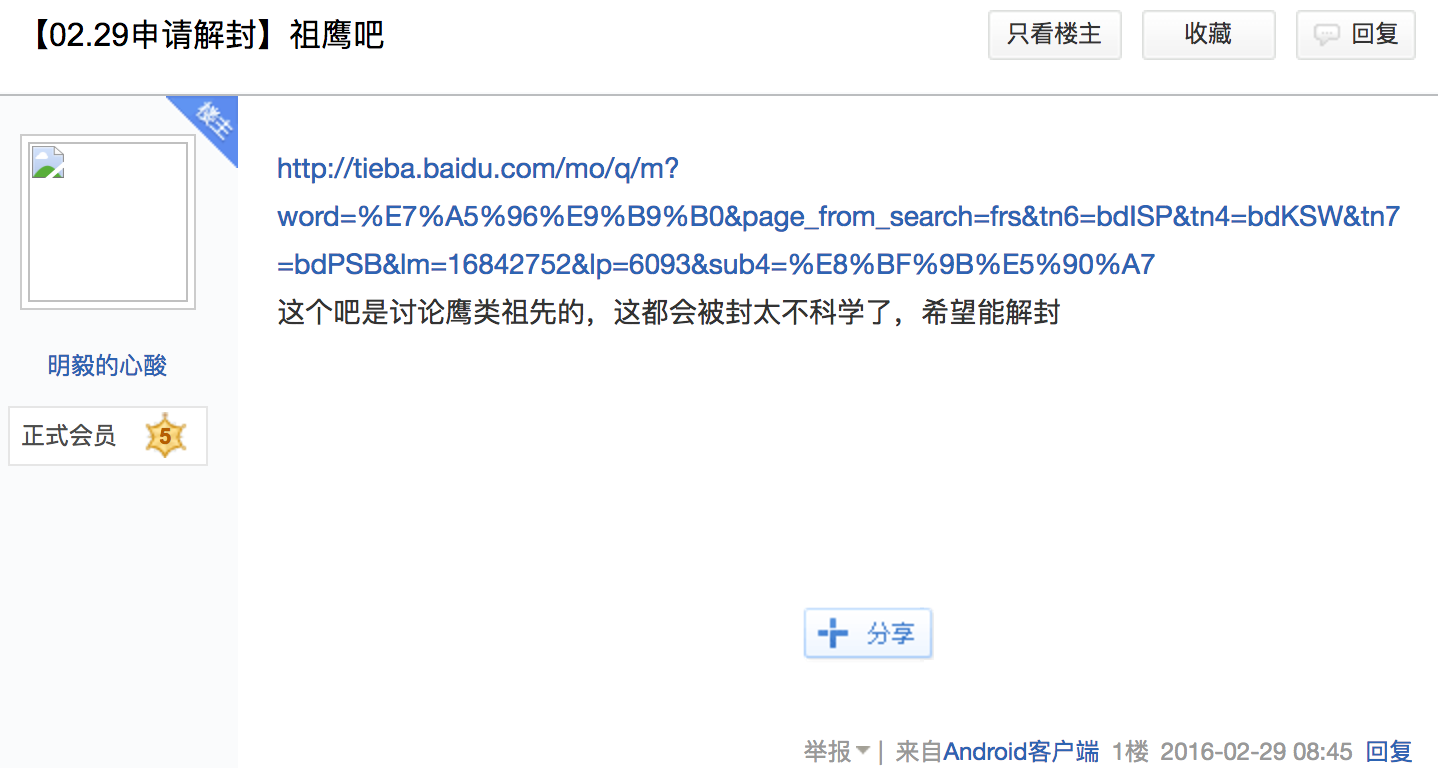 【02.29申请解封】祖鹰吧
只看楼主
收藏
回复
楼主
http://tieba.baidu.com/mo/q/m?
word=%E7%A5%96%E9%B9%B0&page_from_search=frs&tn6=bdISP&tn4=bdKSW&tn7
=bdPSB&lm=16842752&lp=6093&sub4=%E8%BF%9B%E5%90%A7
这个吧是讨论鹰类祖先的，这都会被封太不科学了，希望能解封
明毅的心酸
正式会员 5
分享
举报 | 来自Android客户端 1楼 2016-02-29 08:45 回复